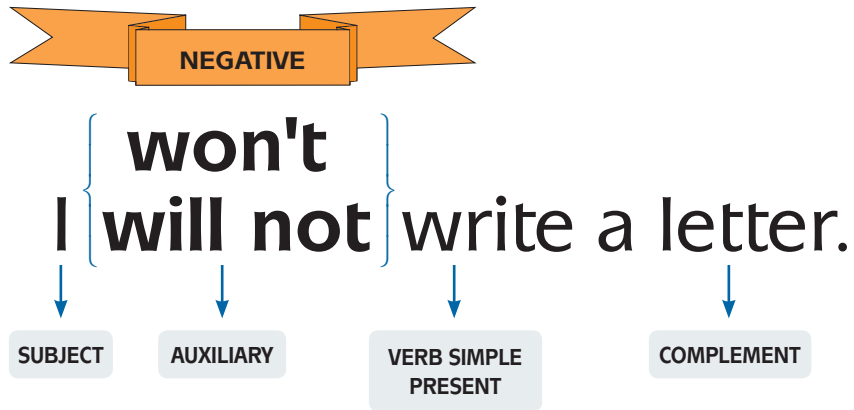 NEGATIVE
won't
I will not write a letter.
SUBJECT AUXILIARY VERB SIMPLE COMPLEMENT
PRESENT